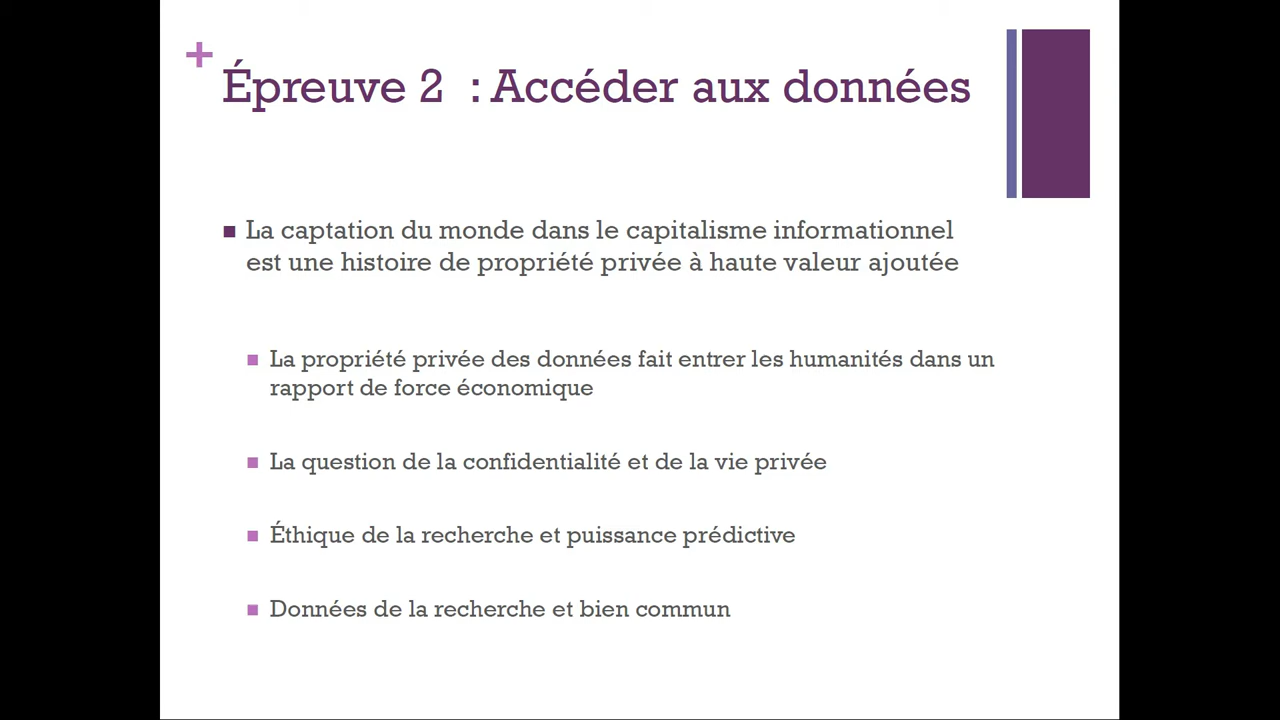 +
Épreuve 2 : Accéder aux données
La captation du monde dans le capitalisme informationnel
est une histoire de propriété privée à haute valeur ajoutée
La propriété privée des données fait entrer les humanités dans un
rapport de force économique
La question de la confidentialité et de la vie privée
Éthique de la recherche et puissance prédictive
Données de la recherche et bien commun